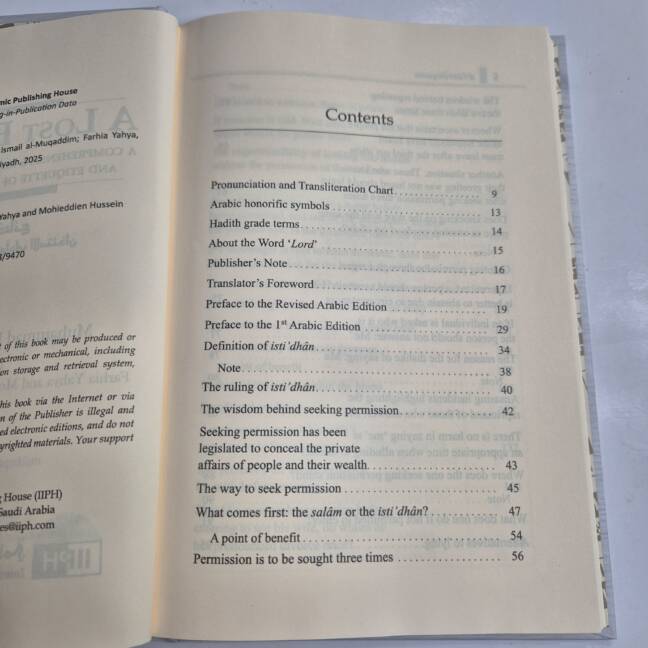 mic Publishing House
g-in-Publication Data
Ismail al-Muqaddim; Farhia Yahya,
iyadh, 2025
Yahya and Mohieddien Hussein
/9470
of this book may be produced or
ectronic or mechanical, including
on storage and retrieval system,
his book via the Internet or via
n of the Publisher is illegal and
ed electronic editions, and do not
yrighted materials. Your support
g House (IIPH)
Saudi Arabia
es@iiph.com
Contents
Pronunciation and Transliteration Chart 9
Arabic honorific symbols 13
Hadith grade terms 14
About the Word ‘Lord’ 15
Publisher's Note 16
Translator's Foreword 17
Preface to the Revised Arabic Edition 19
Preface to the 1st Arabic Edition 29
Definition of isti’dhân 34
Note 38
The ruling of isti’dhân 40
The wisdom behind seeking permission 42
Seeking permission has been
legislated to conceal the private
affairs of people and their wealth 43
The way to seek permission 45
What comes first: the salâm or the isti’dhân? 47
A point of benefit 54
Permission is to be sought three times 56